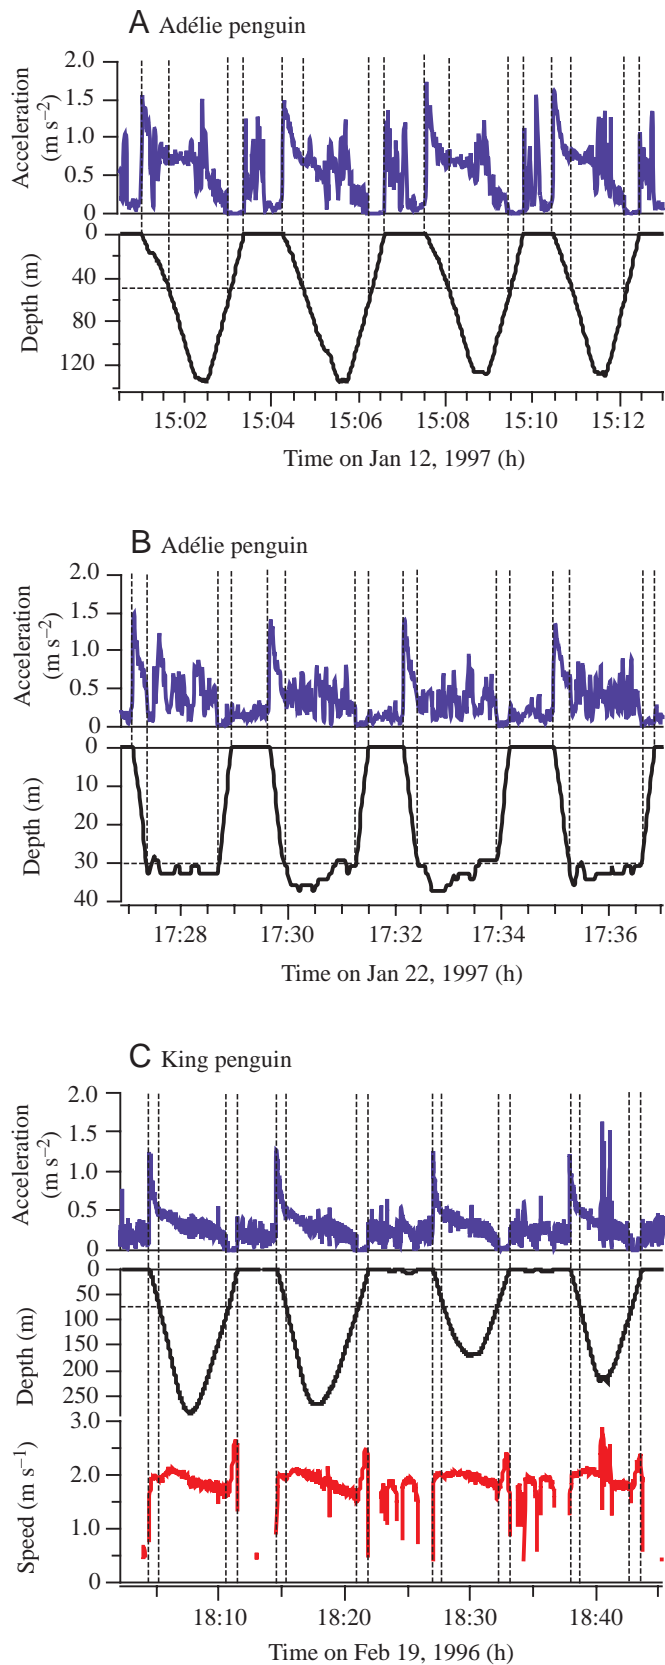 A Adélie penguin
2.0
1.5
1.0
0.5
0
Acceleration
(m s−2)
0
40
80
120
Depth (m)
15:02 15:04 15:06 15:08 15:10 15:12
Time on Jan 12, 1997 (h)
B Adélie penguin
2.0
1.5
1.0
0.5
0
Acceleration
(m s−2)
0
10
20
30
40
Depth (m)
17:28 17:30 17:32 17:34 17:36
Time on Jan 22, 1997 (h)
C King penguin
2.0
1.5
1.0
0.5
0
Acceleration
(m s−2)
0
50
100
150
200
250
Depth (m)
3.0
2.0
1.0
0
Speed (m s−1)
18:10 18:20 18:30 18:40
Time on Feb 19, 1996 (h)